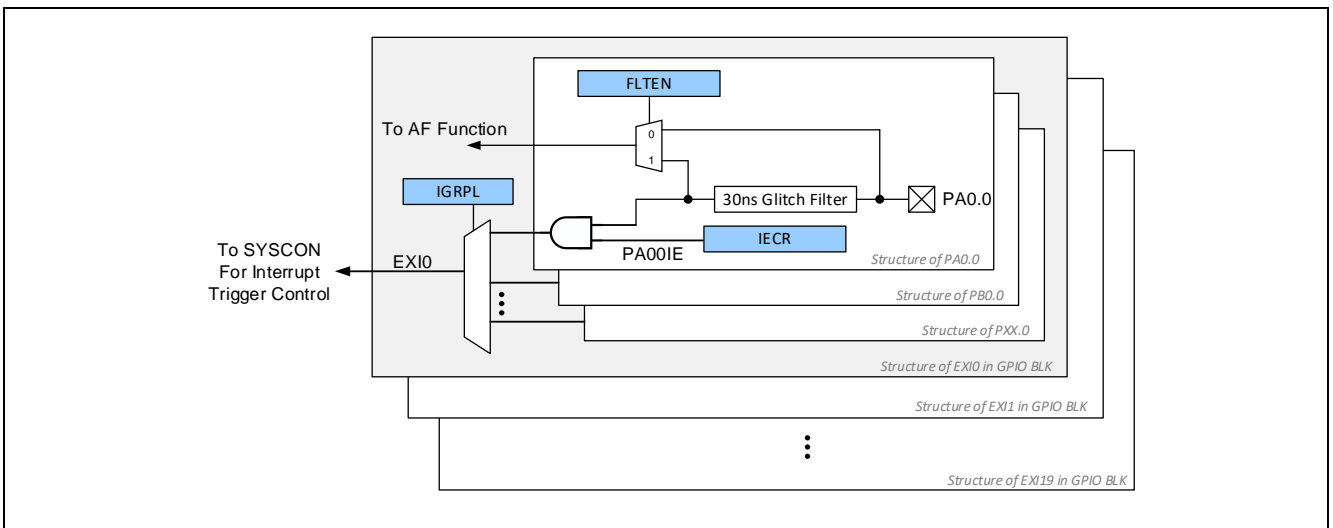 FLTEN
To AF Function
0
1
IGRPL
30ns Glitch Filter
PA0.0
To SYSCON
For Interrupt
Trigger Control
EXI0
PA00IE
IECR
Structure of PA0.0
Structure of PB0.0
Structure of PXX.0
Structure of EXI0 in GPIO BLK
Structure of EXI1 in GPIO BLK
Structure of EXI19 in GPIO BLK